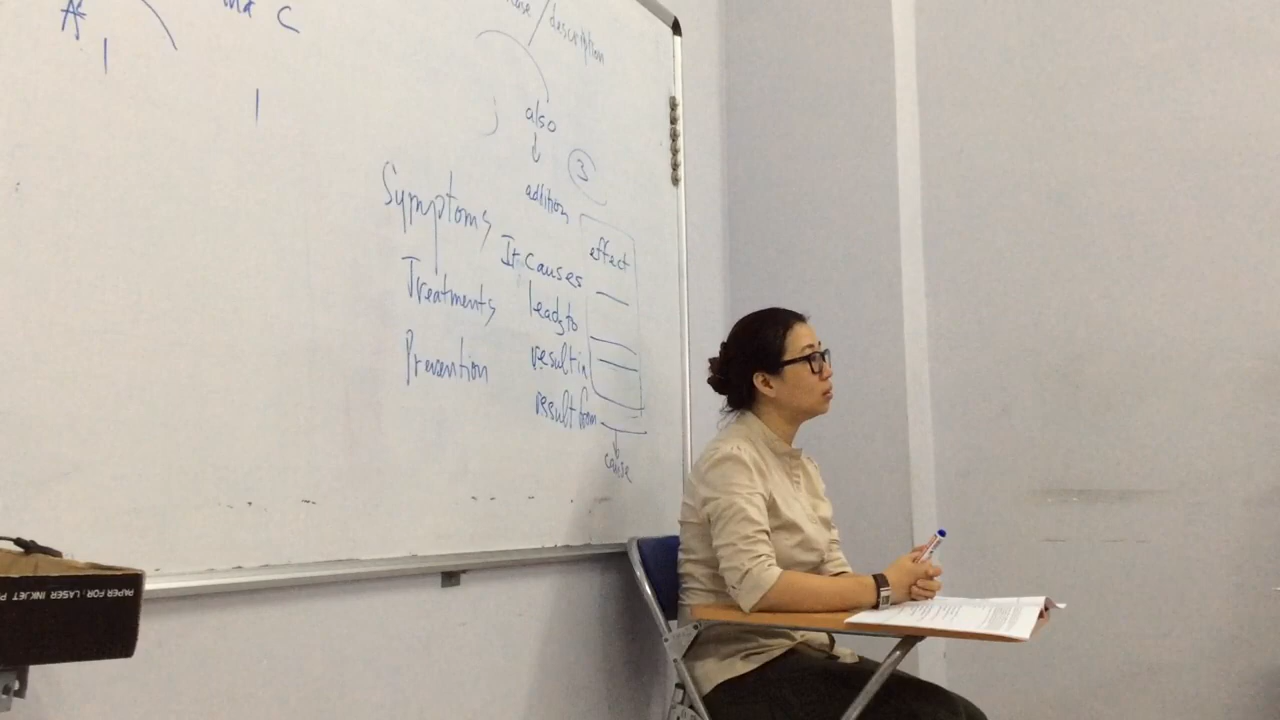 C
/ description
also
addition
3
Symptoms
Treatments
Prevention
effect
It causes
leads to
result in
result from
cause
PAPER FOR: LASER INKJET